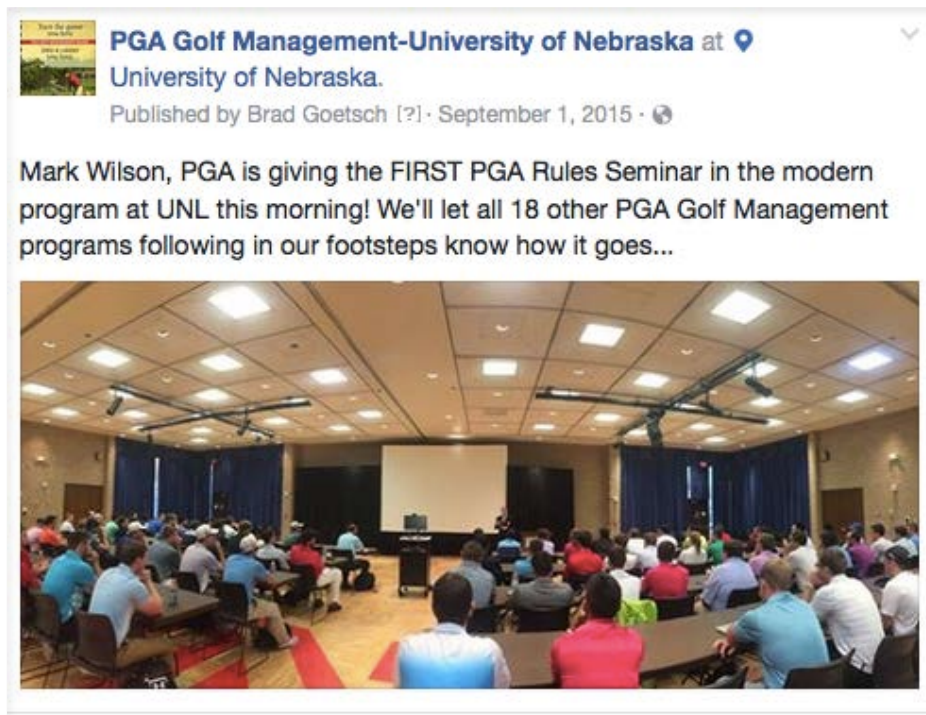 PGA Golf Management-University of Nebraska at
University of Nebraska.
Published by Brad Goetsch [?] · September 1, 2015 ·
Mark Wilson, PGA is giving the FIRST PGA Rules Seminar in the modern
program at UNL this morning! We'll let all 18 other PGA Golf Management
programs following in our footsteps know how it goes...